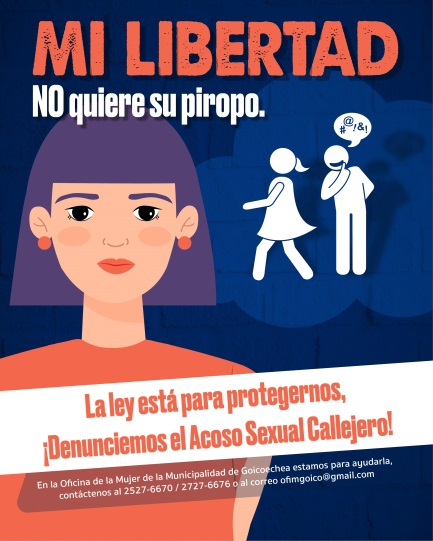 MI LIBERTAD
NO quiere su piropo.
@
#*!&!
La ley está para protegernos,
¡Denunciemos el Acoso Sexual Callejero!
En la Oficina de la Mujer de la Municipalidad de Goicoechea estamos para ayudarla,
contáctenos al 2527-6670 / 2727-6676 o al correo ofimgoico@gmail.com